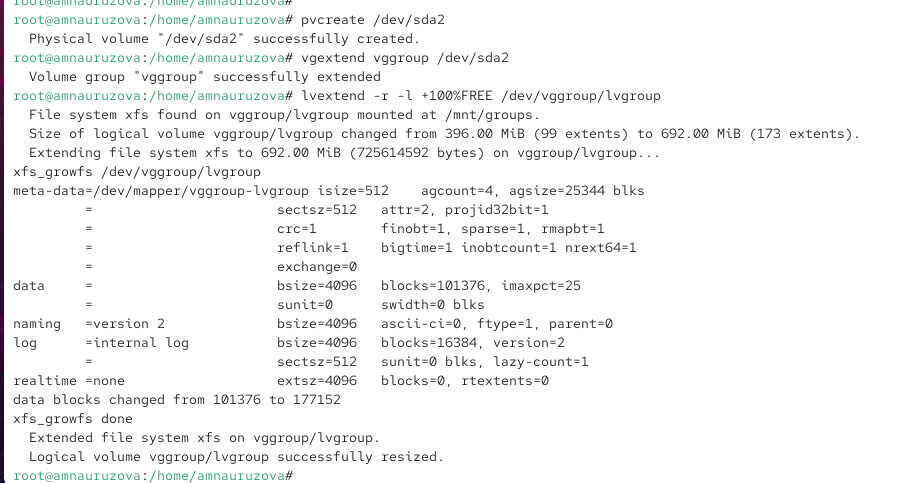 root@amnauruzova:/home/amnauruzova#
root@amnauruzova:/home/amnauruzova# pvcreate /dev/sda2
  Physical volume "/dev/sda2" successfully created.
root@amnauruzova:/home/amnauruzova# vgextend vggroup /dev/sda2
  Volume group "vggroup" successfully extended
root@amnauruzova:/home/amnauruzova# lvextend -r -l +100%FREE /dev/vggroup/lvgroup
  File system xfs found on vggroup/lvgroup mounted at /mnt/groups.
  Size of logical volume vggroup/lvgroup changed from 396.00 MiB (99 extents) to 692.00 MiB (173 extents).
  Extending file system xfs to 692.00 MiB (725614592 bytes) on vggroup/lvgroup...
xfs_growfs /dev/vggroup/lvgroup
meta-data=/dev/mapper/vggroup-lvgroup isize=512    agcount=4, agsize=25344 blks
         =                       sectsz=512   attr=2, projid32bit=1
         =                       crc=1        finobt=1, sparse=1, rmapbt=1
         =                       reflink=1    bigtime=1 inobtcount=1 nrext64=1
         =                       exchange=0
data     =                       bsize=4096   blocks=101376, imaxpct=25
         =                       sunit=0      swidth=0 blks
naming   =version 2              bsize=4096   ascii-ci=0, ftype=1, parent=0
log      =internal log           bsize=4096   blocks=16384, version=2
         =                       sectsz=512   sunit=0 blks, lazy-count=1
realtime =none                   extsz=4096   blocks=0, rtextents=0
data blocks changed from 101376 to 177152
xfs_growfs done
  Extended file system xfs on vggroup/lvgroup.
  Logical volume vggroup/lvgroup successfully resized.
root@amnauruzova:/home/amnauruzova#